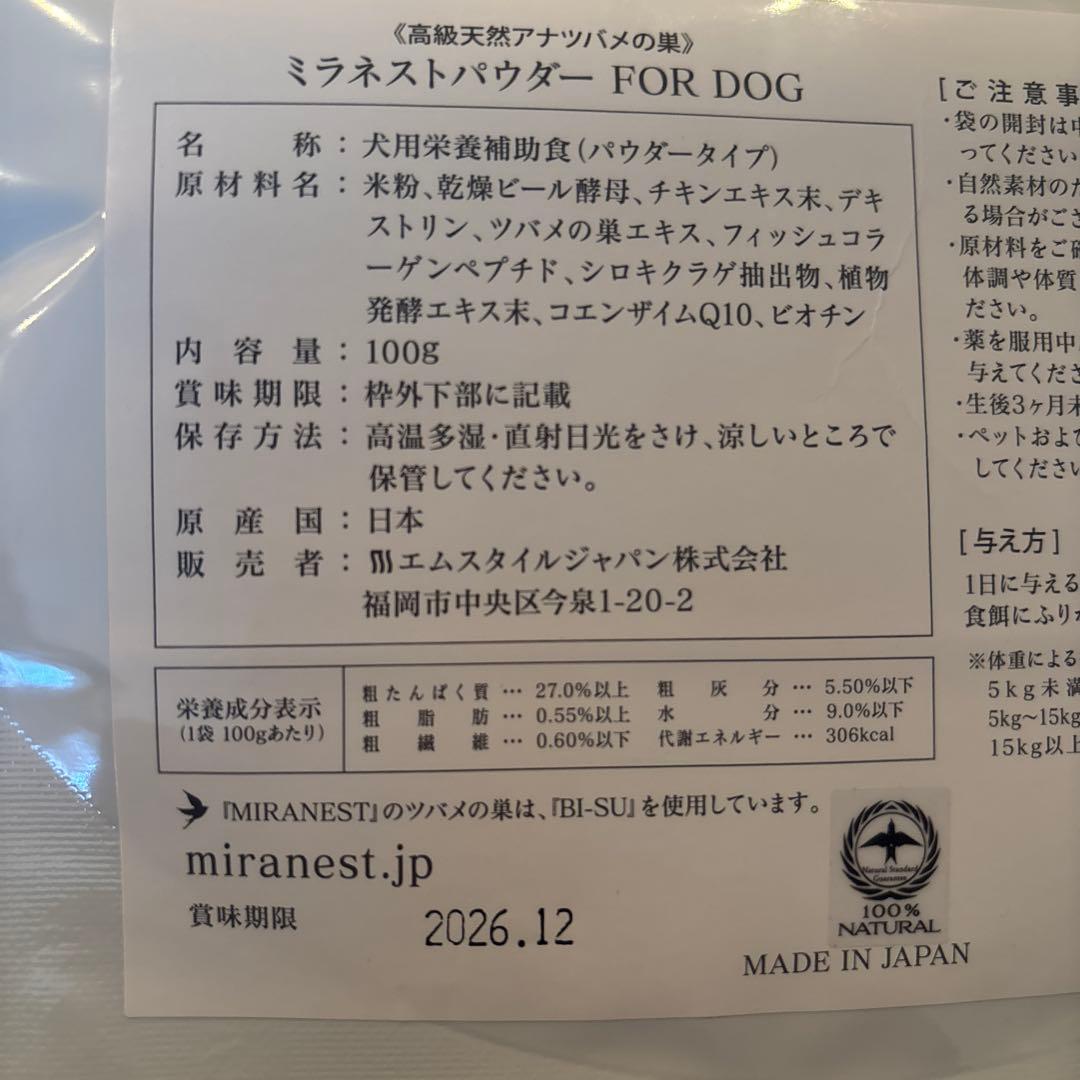 《高級天然アナツバメの巣》
ミラネストパウダー FOR DOG
名称：犬用栄養補助食(パウダータイプ)
原材料名：米粉、乾燥ビール酵母、チキンエキス末、デキ
ストリン、ツバメの巣エキス、フィッシュコラ
ーゲンペプチド、シロキクラゲ抽出物、植物
発酵エキス末、コエンザイムQ10、ビオチン
内容量：100g
賞味期限：枠外下部に記載
保存方法：高温多湿・直射日光をさけ、涼しいところで
保管してください。
原産国：日本
販売者：エムスタイルジャパン株式会社
福岡市中央区今泉1-20-2
栄養成分表示
(1袋 100gあたり)
粗たんぱく質 … 27.0%以上 粗灰分 … 5.50%以下
粗脂肪 … 0.55%以上 水分 … 9.0%以下
粗繊維 … 0.60%以下 代謝エネルギー … 306kcal
『MIRANEST』のツバメの巣は、『BI-SU』を使用しています。
miranest.jp
賞味期限 2026.12
Natural Standard
Guarantee
100%
NATURAL
MADE IN JAPAN
[ご注意事
・袋の開封は
ってください
・自然素材の
る場合がござ
・原材料をご確
体調や体質
ださい。
・薬を服用中
与えてくださ
・生後3ヶ月未
・ペットおよ
してください
[与え方]
1日に与える
食餌にふりか
※体重による
5kg未満
5kg~15kg
15kg以上